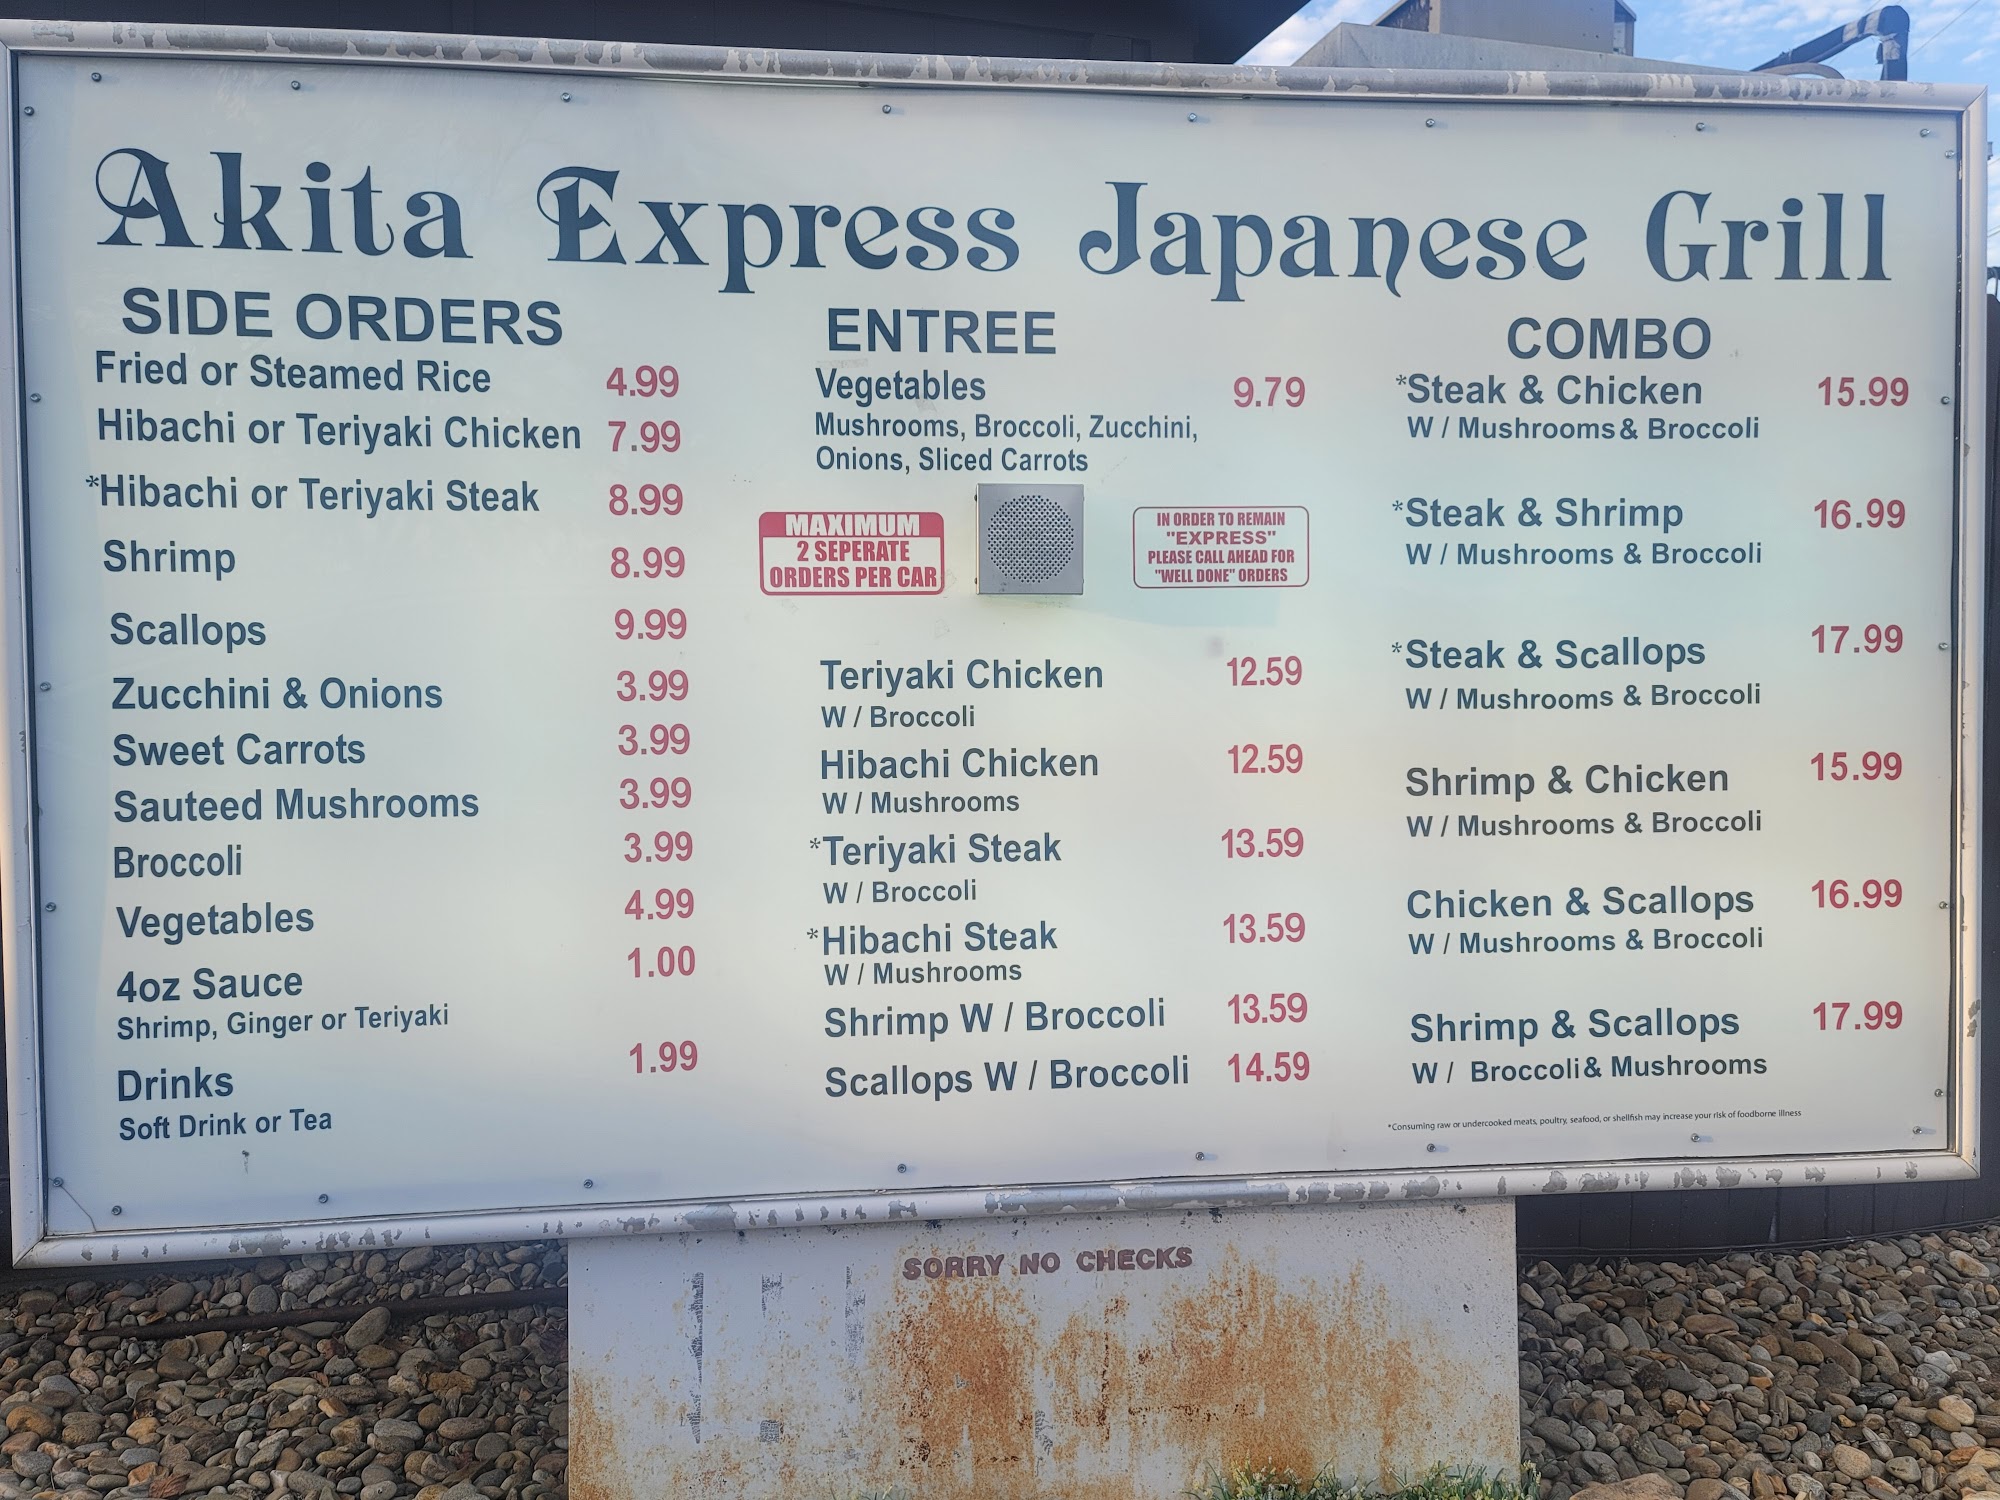 Akita Express Japanese Grill
SIDE ORDERS
Fried or Steamed Rice 4.99
Hibachi or Teriyaki Chicken 7.99
*Hibachi or Teriyaki Steak 8.99
Shrimp 8.99
Scallops 9.99
Zucchini & Onions 3.99
Sweet Carrots 3.99
Sauteed Mushrooms 3.99
Broccoli 3.99
Vegetables 4.99
4oz Sauce 1.00
Shrimp, Ginger or Teriyaki
Drinks 1.99
Soft Drink or Tea
ENTREE
Vegetables 9.79
Mushrooms, Broccoli, Zucchini,
Onions, Sliced Carrots
MAXIMUM
2 SEPERATE
ORDERS PER CAR
IN ORDER TO REMAIN
"EXPRESS"
PLEASE CALL AHEAD FOR
"WELL DONE" ORDERS
Teriyaki Chicken 12.59
W / Broccoli
Hibachi Chicken 12.59
W / Mushrooms
*Teriyaki Steak 13.59
W / Broccoli
*Hibachi Steak 13.59
W / Mushrooms
Shrimp W / Broccoli 13.59
Scallops W / Broccoli 14.59
COMBO
*Steak & Chicken 15.99
W / Mushrooms & Broccoli
*Steak & Shrimp 16.99
W / Mushrooms & Broccoli
*Steak & Scallops 17.99
W / Mushrooms & Broccoli
Shrimp & Chicken 15.99
W / Mushrooms & Broccoli
Chicken & Scallops 16.99
W / Mushrooms & Broccoli
Shrimp & Scallops 17.99
W / Broccoli & Mushrooms
*Consuming raw or undercooked meats, poultry, seafood, or shellfish may increase your risk of foodborne illness
SORRY NO CHECKS